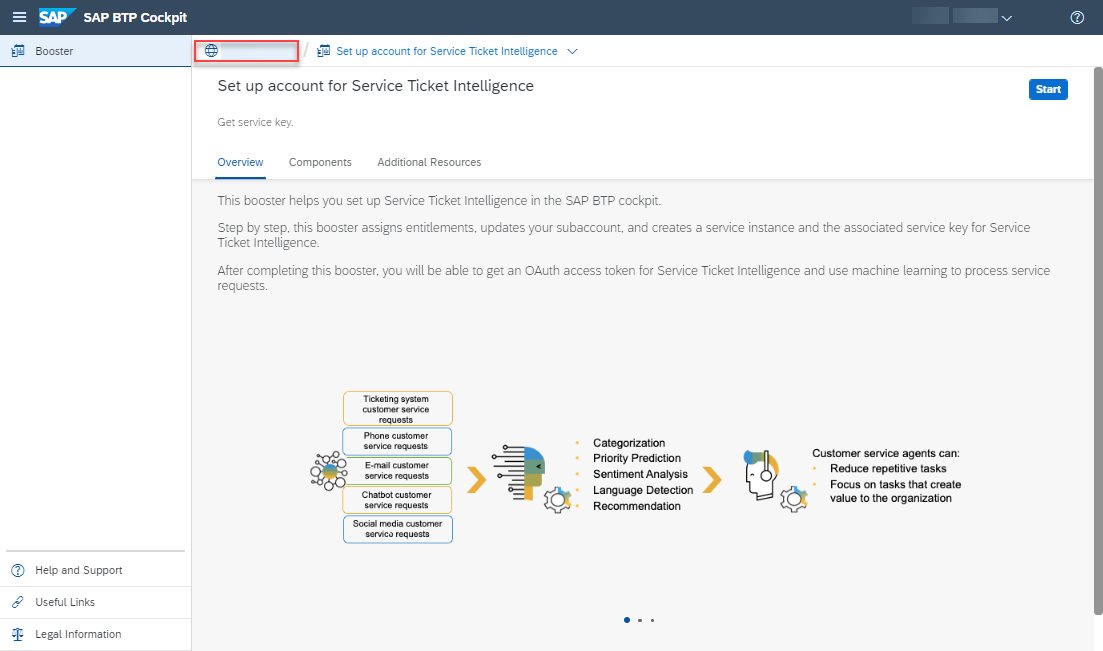 SAP SAP BTP Cockpit
Booster
Set up account for Service Ticket Intelligence
Set up account for Service Ticket Intelligence
Start
Get service key.
Overview Components Additional Resources
This booster helps you set up Service Ticket Intelligence in the SAP BTP cockpit.
Step by step, this booster assigns entitlements, updates your subaccount, and creates a service instance and the associated service key for Service
Ticket Intelligence.
After completing this booster, you will be able to get an OAuth access token for Service Ticket Intelligence and use machine learning to process service
requests.
Ticketing system
customer service
requests
Phone customer
service requests
E-mail customer
service requests
Chatbot customer
service requests
Social media customer
service requests
Categorization
Priority Prediction
Sentiment Analysis
Language Detection
Recommendation
Customer service agents can:
Reduce repetitive tasks
Focus on tasks that create
value to the organization
Help and Support
Useful Links
Legal Information